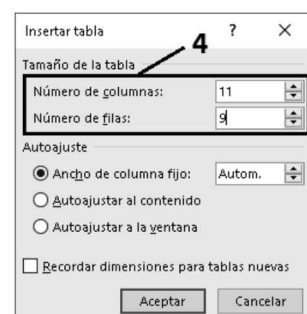 Insertar tabla ? ×
4
Tamaño de la tabla
Número de columnas: 11
Número de filas: 9
Autoajuste
Ancho de columna fijo: Autom.
Autoajustar al contenido
Autoajustar a la ventana
Recordar dimensiones para tablas nuevas
Aceptar Cancelar